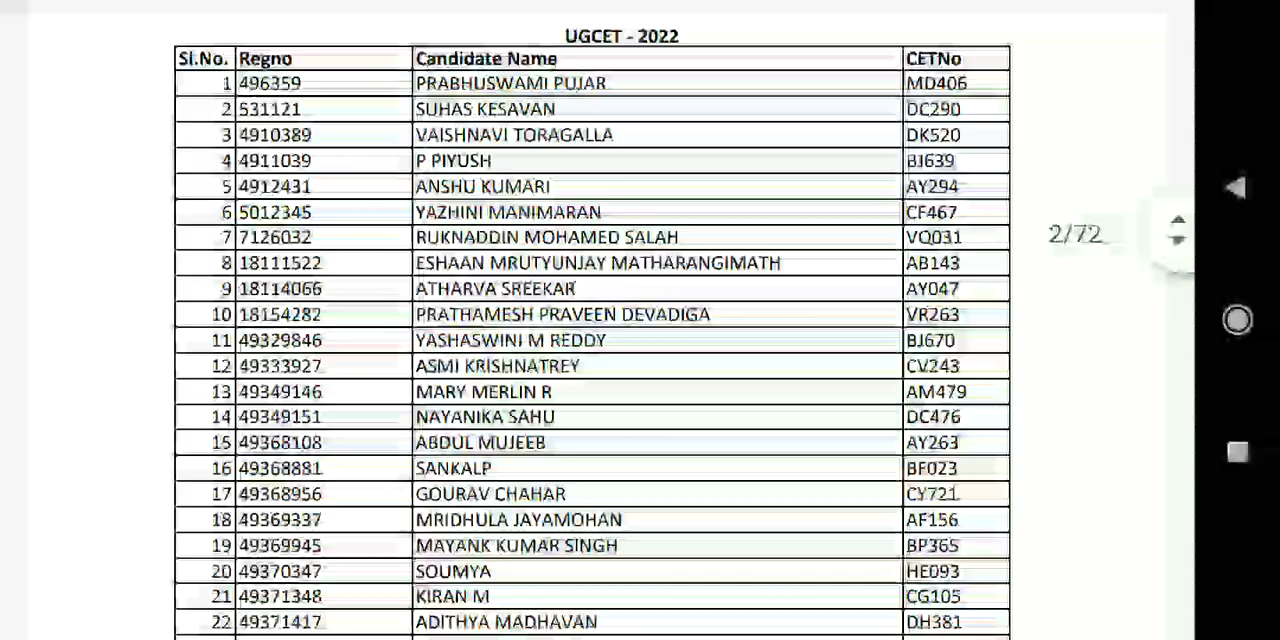 UGCET - 2022
Sl.No. Regno Candidate Name CETNo
1 496359 PRABHUSWAMI PUJAR MD406
2 531121 SUHAS KESAVAN DC290
3 4910389 VAISHNAVI TORAGALLA DK520
4 4911039 P PIYUSH BJ639
5 4912431 ANSHU KUMARI AY294
6 5012345 YAZHINI MANIMARAN CF467
7 7126032 RUKNADDIN MOHAMED SALAH VQ031
8 18111522 ESHAAN MRUTYUNJAY MATHARANGIMATH AB143
9 18114066 ATHARVA SREEKAR AY047
10 18154282 PRATHAMESH PRAVEEN DEVADIGA VR263
11 49329846 YASHASWINI M REDDY BJ670
12 49333927 ASMI KRISHNATREY CV243
13 49349146 MARY MERLIN R AM479
14 49349151 NAYANIKA SAHU DC476
15 49368108 ABDUL MUJEEB AY263
16 49368881 SANKALP BF023
17 49368956 GOURAV CHAHAR CY721
18 49369337 MRIDHULA JAYAMOHAN AF156
19 49369945 MAYANK KUMAR SINGH BP365
20 49370347 SOUMYA HE093
21 49371348 KIRAN M CG105
22 49371417 ADITHYA MADHAVAN DH381
2/72